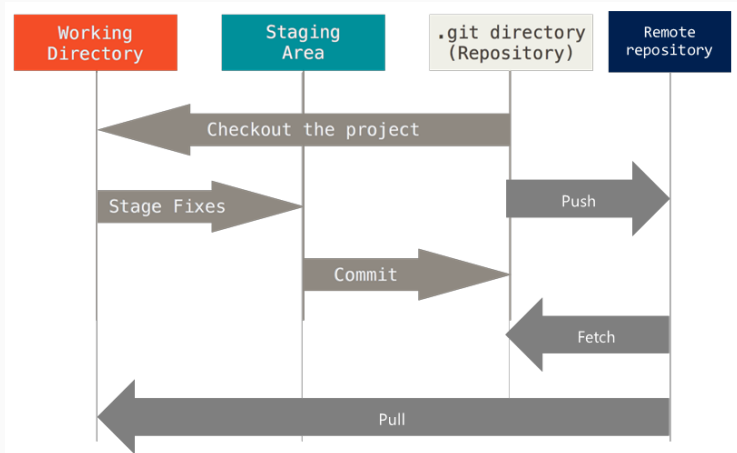 Working
Directory
Staging
Area
.git directory
(Repository)
Remote
repository
Checkout the project
Stage Fixes
Push
Commit
Fetch
Pull